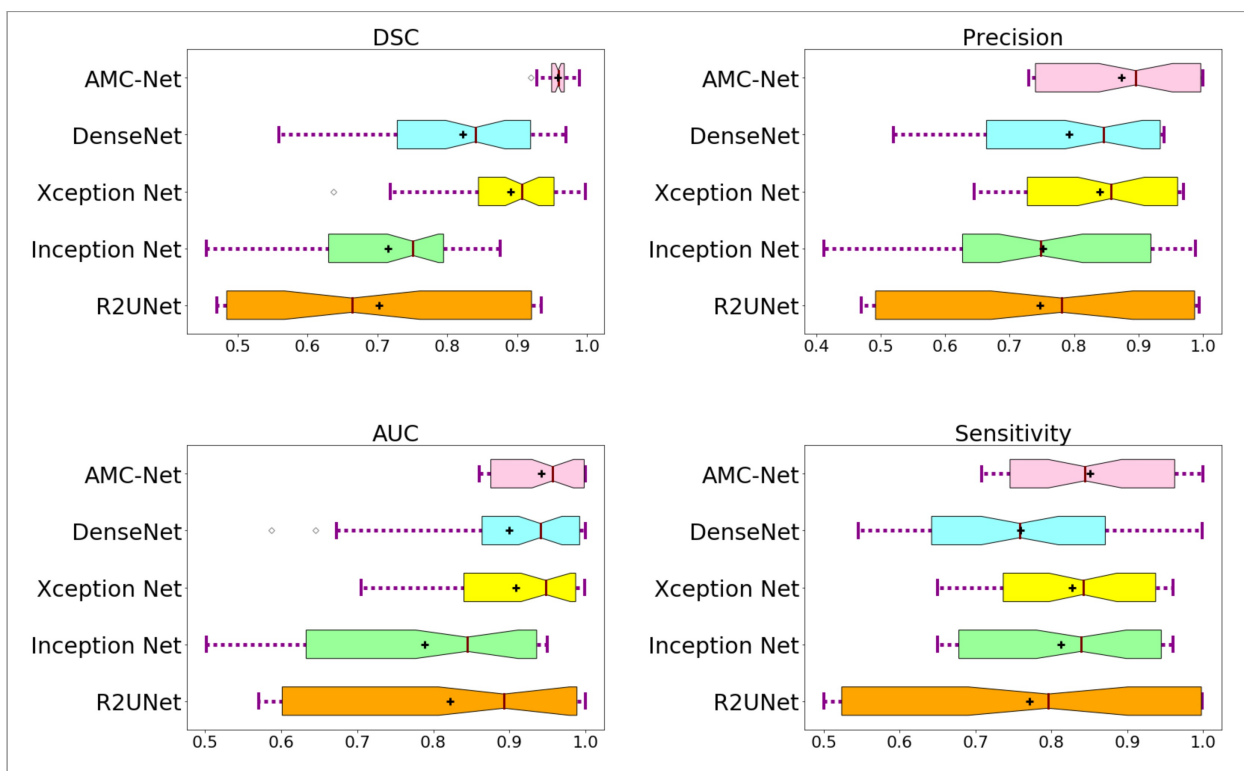 DSC
AMC-Net
DenseNet
Xception Net
Inception Net
R2UNet
0.5 0.6 0.7 0.8 0.9 1.0
Precision
AMC-Net
DenseNet
Xception Net
Inception Net
R2UNet
0.4 0.5 0.6 0.7 0.8 0.9 1.0
AUC
AMC-Net
DenseNet
Xception Net
Inception Net
R2UNet
0.5 0.6 0.7 0.8 0.9 1.0
Sensitivity
AMC-Net
DenseNet
Xception Net
Inception Net
R2UNet
0.5 0.6 0.7 0.8 0.9 1.0